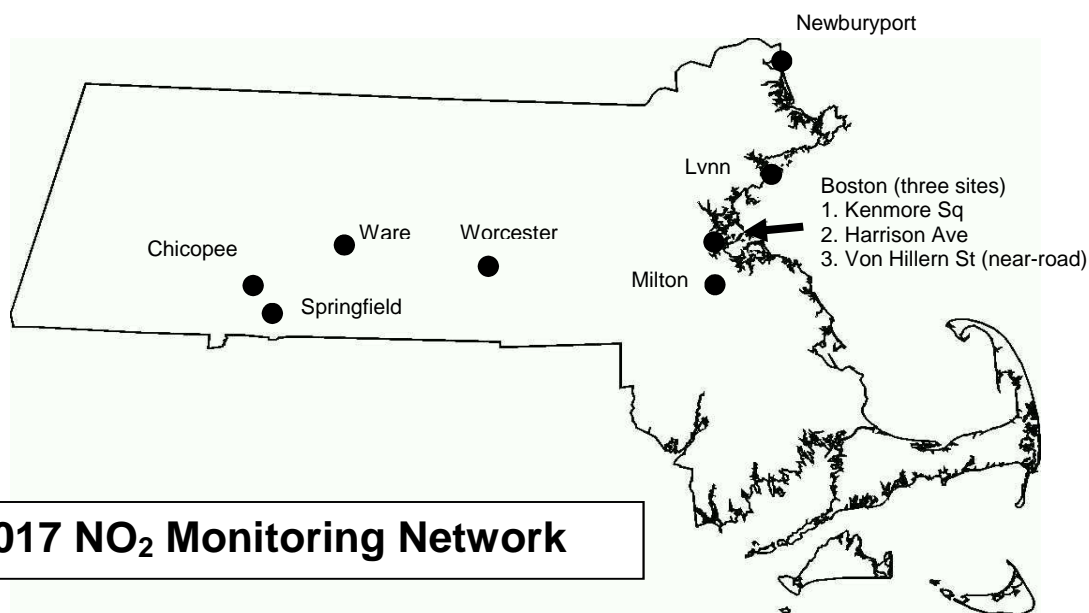 Newburyport
Lvnn
Boston (three sites)
1. Kenmore Sq
2. Harrison Ave
3. Von Hillern St (near-road)
Ware
Worcester
Chicopee
Milton
Springfield
017 NO₂ Monitoring Network